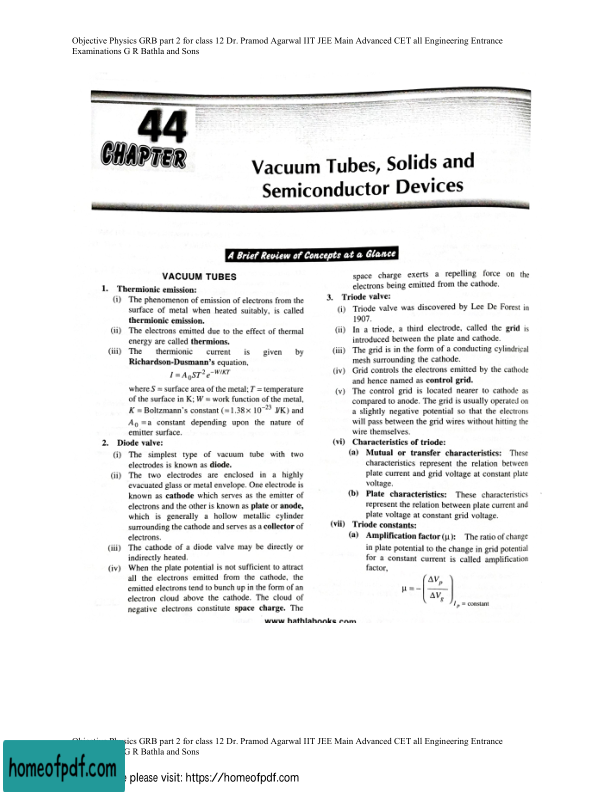 Objective Physics GRB part 2 for class 12 Dr. Pramod Agarwal IIT JEE Main Advanced CET all Engineering Entrance
Examinations G R Bathla and Sons
44
CHAPTER
Vacuum Tubes, Solids and
Semiconductor Devices
A Brief Review of Concepts at a Glance
VACUUM TUBES
1. Thermionic emission:
(i) The phenomenon of emission of electrons from the
surface of metal when heated suitably, is called
thermionic emission.
(ii) The electrons emitted due to the effect of thermal
energy are called thermions.
(iii) The thermionic current is given by
Richardson-Dusmann's equation,
I = A₀ST² e^(−W/KT)
where S = surface area of the metal; T = temperature
of the surface in K; W = work function of the metal,
K = Boltzmann's constant (=1.38× 10⁻²³ J/K) and
A₀ = a constant depending upon the nature of
emitter surface.
2. Diode valve:
(i) The simplest type of vacuum tube with two
electrodes is known as diode.
(ii) The two electrodes are enclosed in a highly
evacuated glass or metal envelope. One electrode is
known as cathode which serves as the emitter of
electrons and the other is known as plate or anode,
which is generally a hollow metallic cylinder
surrounding the cathode and serves as a collector of
electrons.
(iii) The cathode of a diode valve may be directly or
indirectly heated.
(iv) When the plate potential is not sufficient to attract
all the electrons emitted from the cathode, the
emitted electrons tend to bunch up in the form of an
electron cloud above the cathode. The cloud of
negative electrons constitute space charge. The
space charge exerts a repelling force on the
electrons being emitted from the cathode.
3. Triode valve:
(i) Triode valve was discovered by Lee De Forest in
1907.
(ii) In a triode, a third electrode, called the grid is
introduced between the plate and cathode.
(iii) The grid is in the form of a conducting cylindrical
mesh surrounding the cathode.
(iv) Grid controls the electrons emitted by the cathode
and hence named as control grid.
(v) The control grid is located nearer to cathode as
compared to anode. The grid is usually operated on
a slightly negative potential so that the electrons
will pass between the grid wires without hitting the
wire themselves.
(vi) Characteristics of triode:
(a) Mutual or transfer characteristics: These
characteristics represent the relation between
plate current and grid voltage at constant plate
voltage.
(b) Plate characteristics: These characteristics
represent the relation between plate current and
plate voltage at constant grid voltage.
(vii) Triode constants:
(a) Amplification factor (μ): The ratio of change
in plate potential to the change in grid potential
for a constant current is called amplification
factor,
μ = −(ΔVₚ/ΔV_g) Iₚ = constant
www.bathlabooks.com
Objective Physics GRB part 2 for class 12 Dr. Pramod Agarwal IIT JEE Main Advanced CET all Engineering Entrance
G R Bathla and Sons
homeofpdf.com
please visit: https://homeofpdf.com